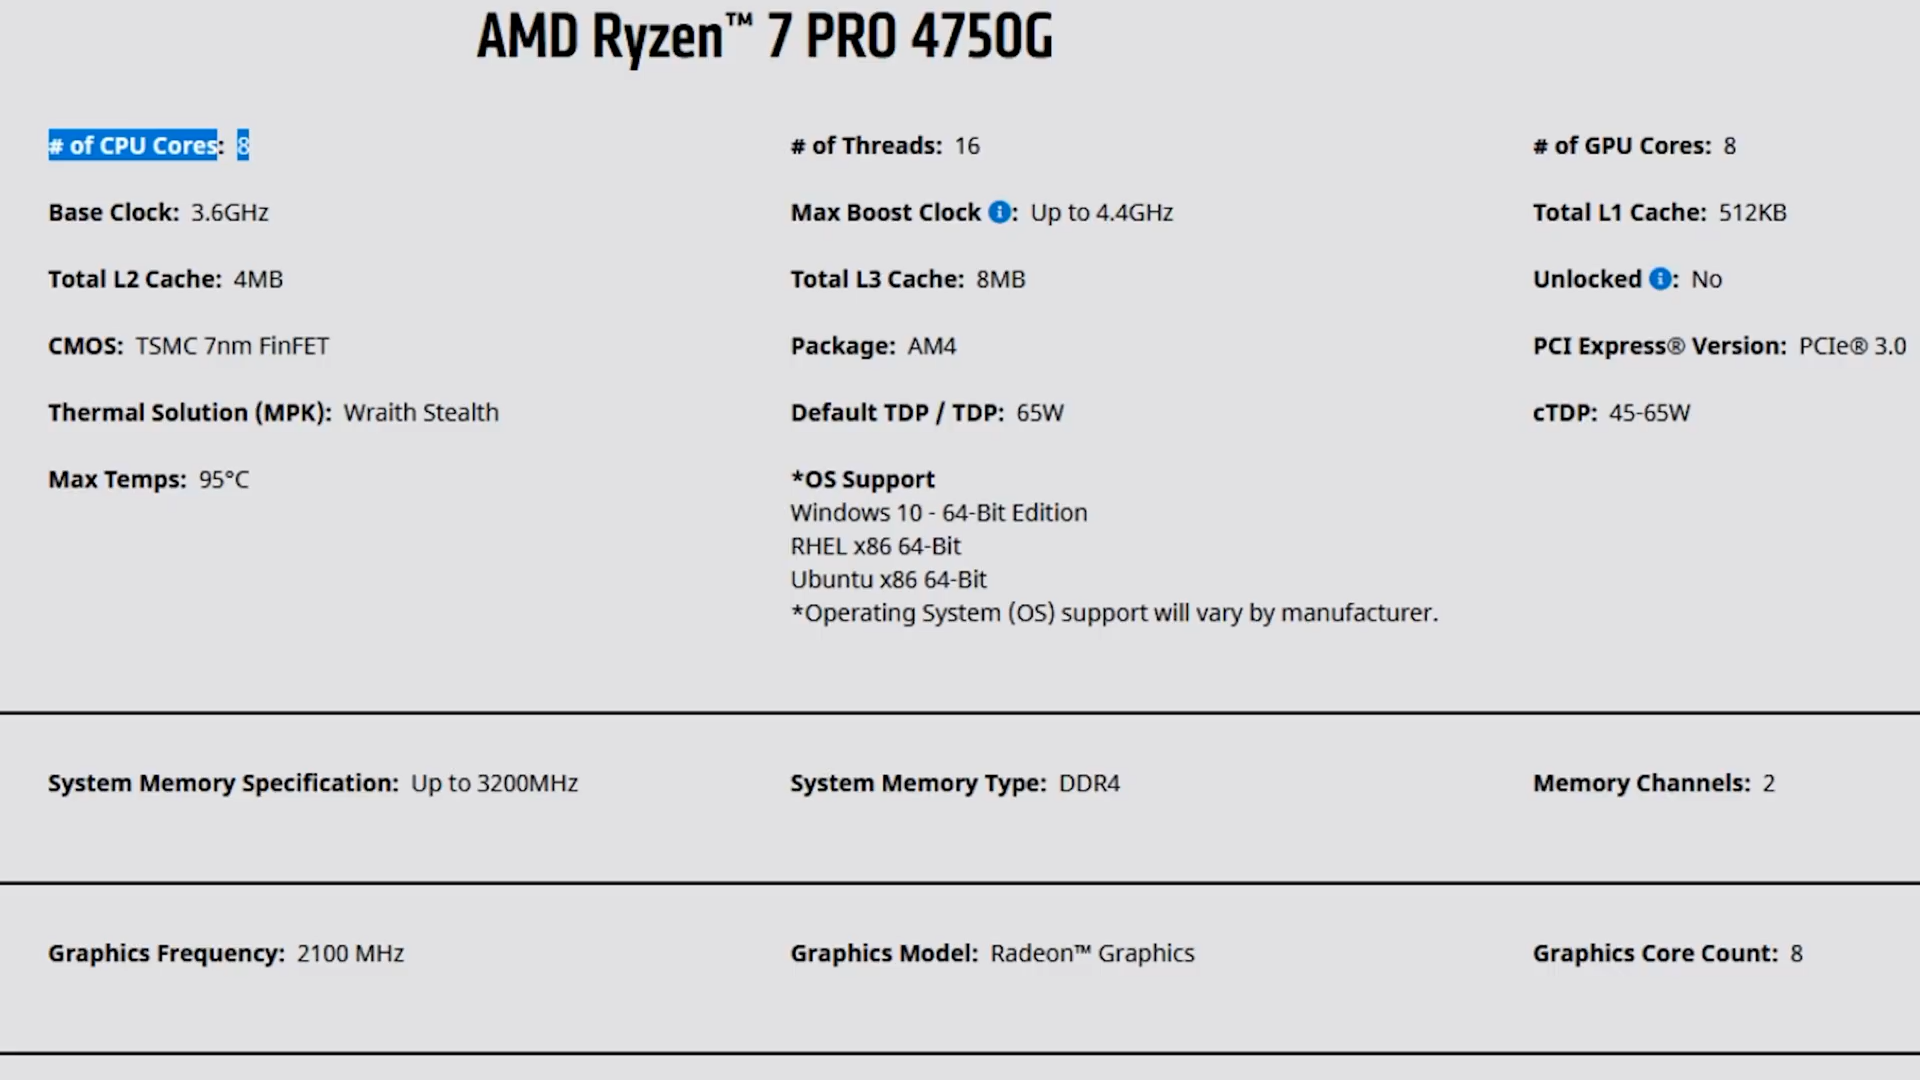 AMD Ryzen™ 7 PRO 4750G
# of CPU Cores: 8
# of Threads: 16
# of GPU Cores: 8
Base Clock: 3.6GHz
Max Boost Clock i: Up to 4.4GHz
Total L1 Cache: 512KB
Total L2 Cache: 4MB
Total L3 Cache: 8MB
Unlocked i: No
CMOS: TSMC 7nm FinFET
Package: AM4
PCI Express® Version: PCIe® 3.0
Thermal Solution (MPK): Wraith Stealth
Default TDP / TDP: 65W
cTDP: 45-65W
Max Temps: 95°C
*OS Support
Windows 10 - 64-Bit Edition
RHEL x86 64-Bit
Ubuntu x86 64-Bit
*Operating System (OS) support will vary by manufacturer.
System Memory Specification: Up to 3200MHz
System Memory Type: DDR4
Memory Channels: 2
Graphics Frequency: 2100 MHz
Graphics Model: Radeon™ Graphics
Graphics Core Count: 8